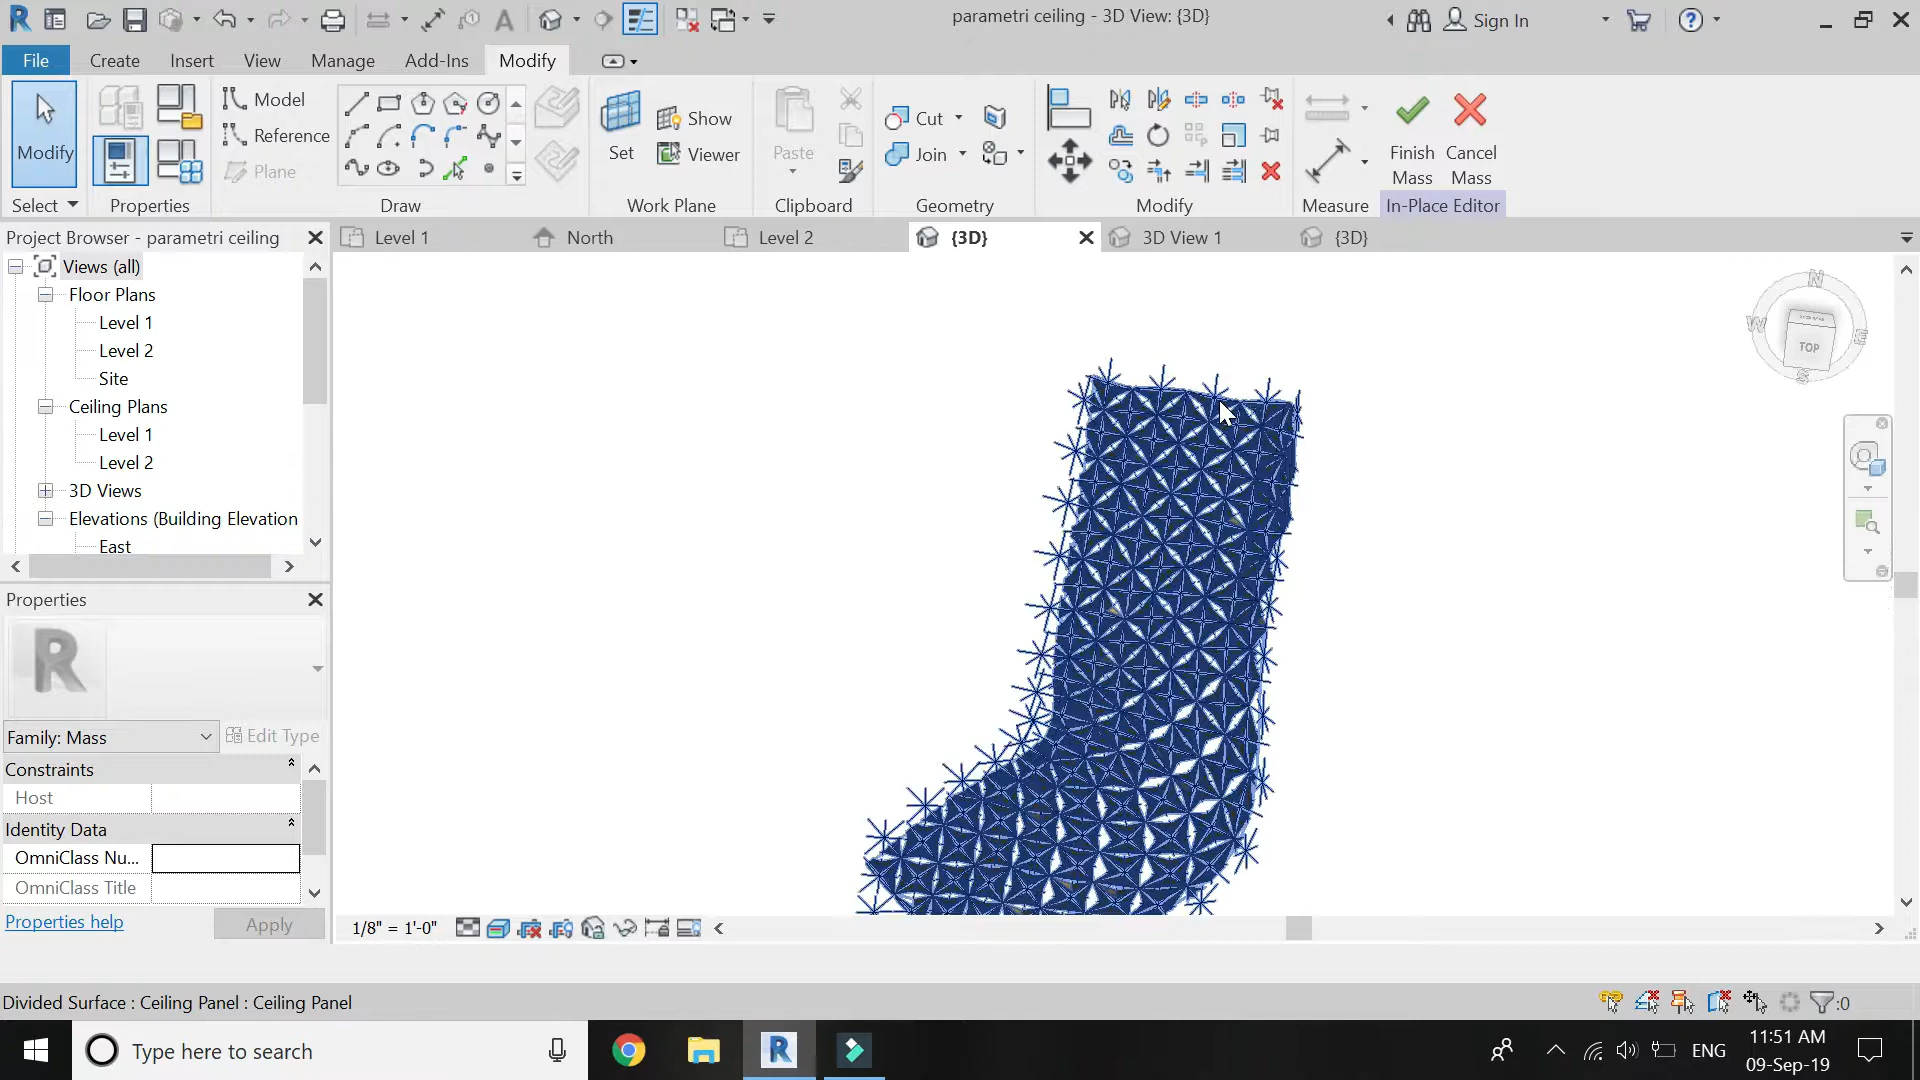 parametri ceiling - 3D View: {3D}
Sign In
File
Create
Insert
View
Manage
Add-Ins
Modify
Modify
Model
Reference
Plane
Set
Show
Viewer
Paste
Cut
Join
Finish
Mass
Cancel
Mass
Select
Properties
Draw
Work Plane
Clipboard
Geometry
Modify
Measure
In-Place Editor
Project Browser - parametri ceiling
Level 1
North
Level 2
{3D}
3D View 1
{3D}
Views (all)
Floor Plans
Level 1
Level 2
Site
Ceiling Plans
Level 1
Level 2
3D Views
Elevations (Building Elevation
East
N
W
E
S
BACK
TOP
Properties
R
Family: Mass
Edit Type
Constraints
Host
Identity Data
OmniClass Nu...
OmniClass Title
Properties help
Apply
1/8" = 1'-0"
Divided Surface : Ceiling Panel : Ceiling Panel
:0
Type here to search
R
ENG
11:51 AM
09-Sep-19